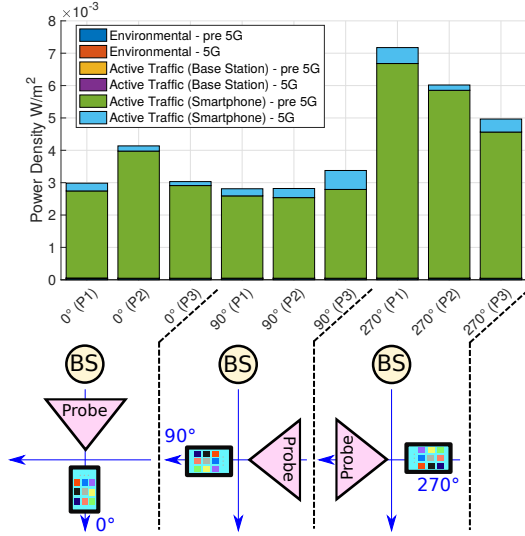 8 ×10⁻³
7
6
5
4
3
2
1
0
Power Density W/m²
Environmental - pre 5G
Environmental - 5G
Active Traffic (Base Station) - pre 5G
Active Traffic (Base Station) - 5G
Active Traffic (Smartphone) - pre 5G
Active Traffic (Smartphone) - 5G
0° (P1)
0° (P2)
0° (P3)
90° (P1)
90° (P2)
90° (P3)
270° (P1)
270° (P2)
270° (P3)
BS
Probe
0°
BS
90°
Probe
BS
Probe
270°